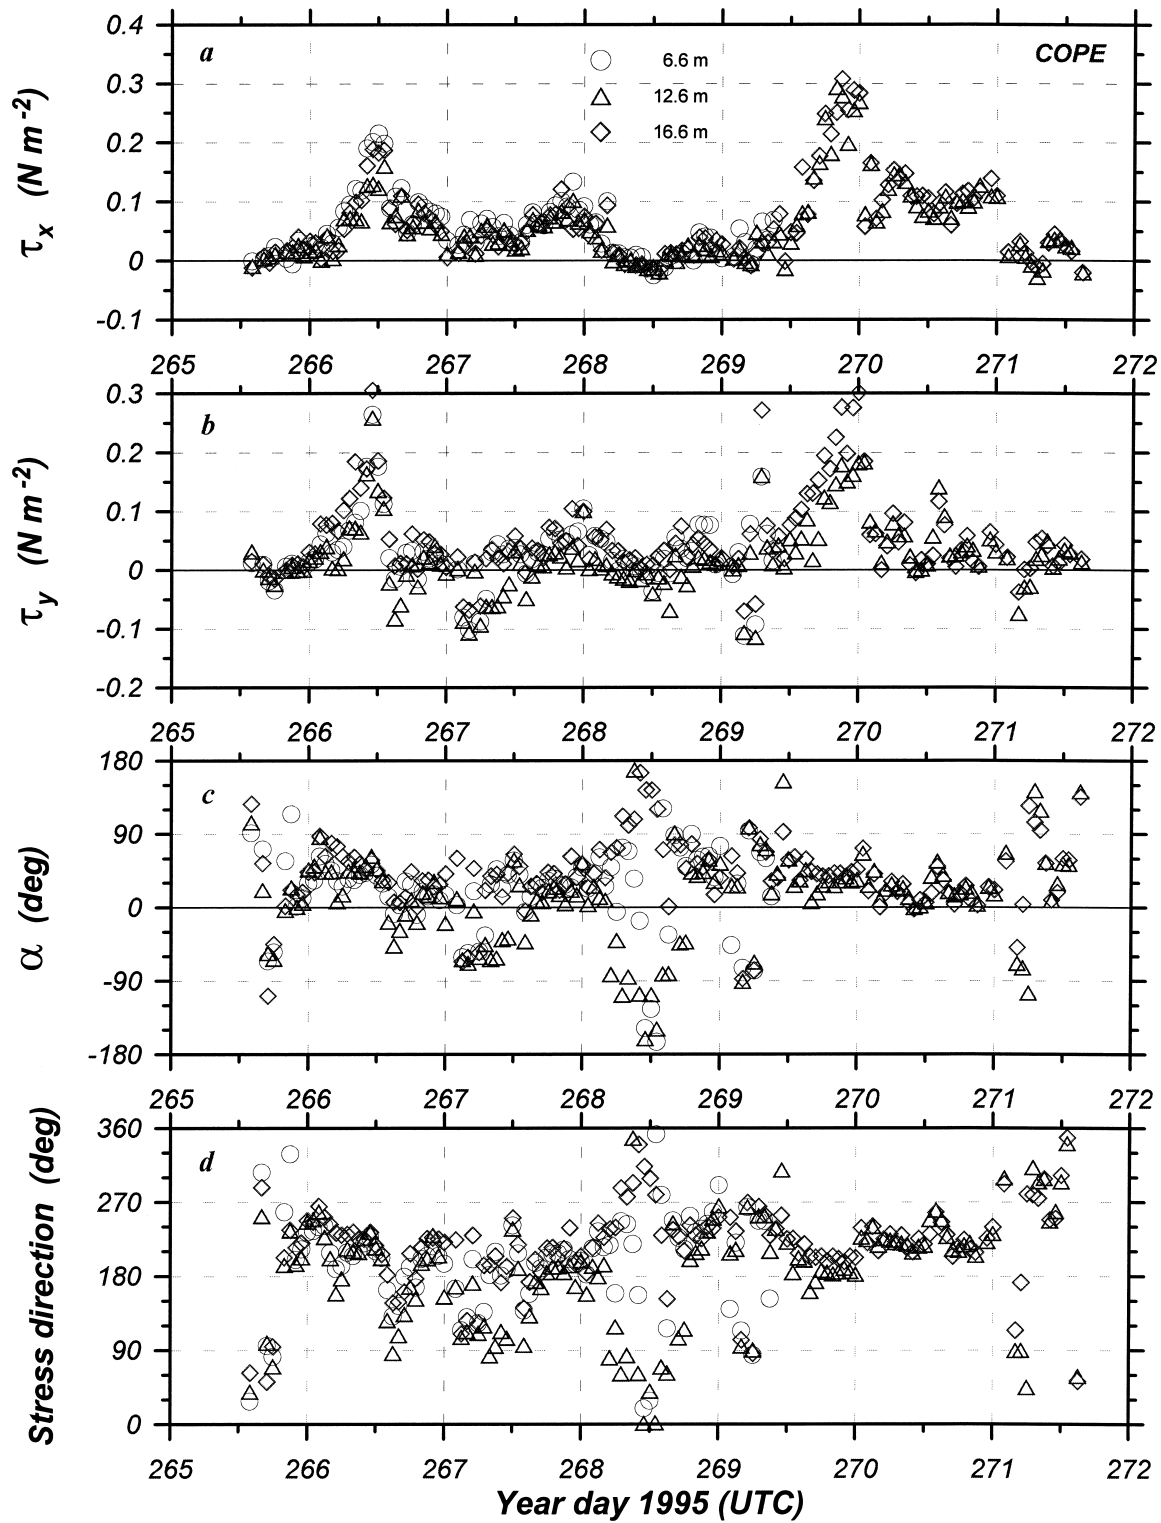 0.4
a
COPE
6.6 m
12.6 m
16.6 m
0.3
0.2
0.1
0
-0.1
τx (N m-2)
265 266 267 268 269 270 271 272
0.3
b
0.2
0.1
0
-0.1
-0.2
τy (N m-2)
265 266 267 268 269 270 271 272
180
c
90
0
-90
-180
α (deg)
265 266 267 268 269 270 271 272
360
d
270
180
90
0
Stress direction (deg)
265 266 267 268 269 270 271 272
Year day 1995 (UTC)